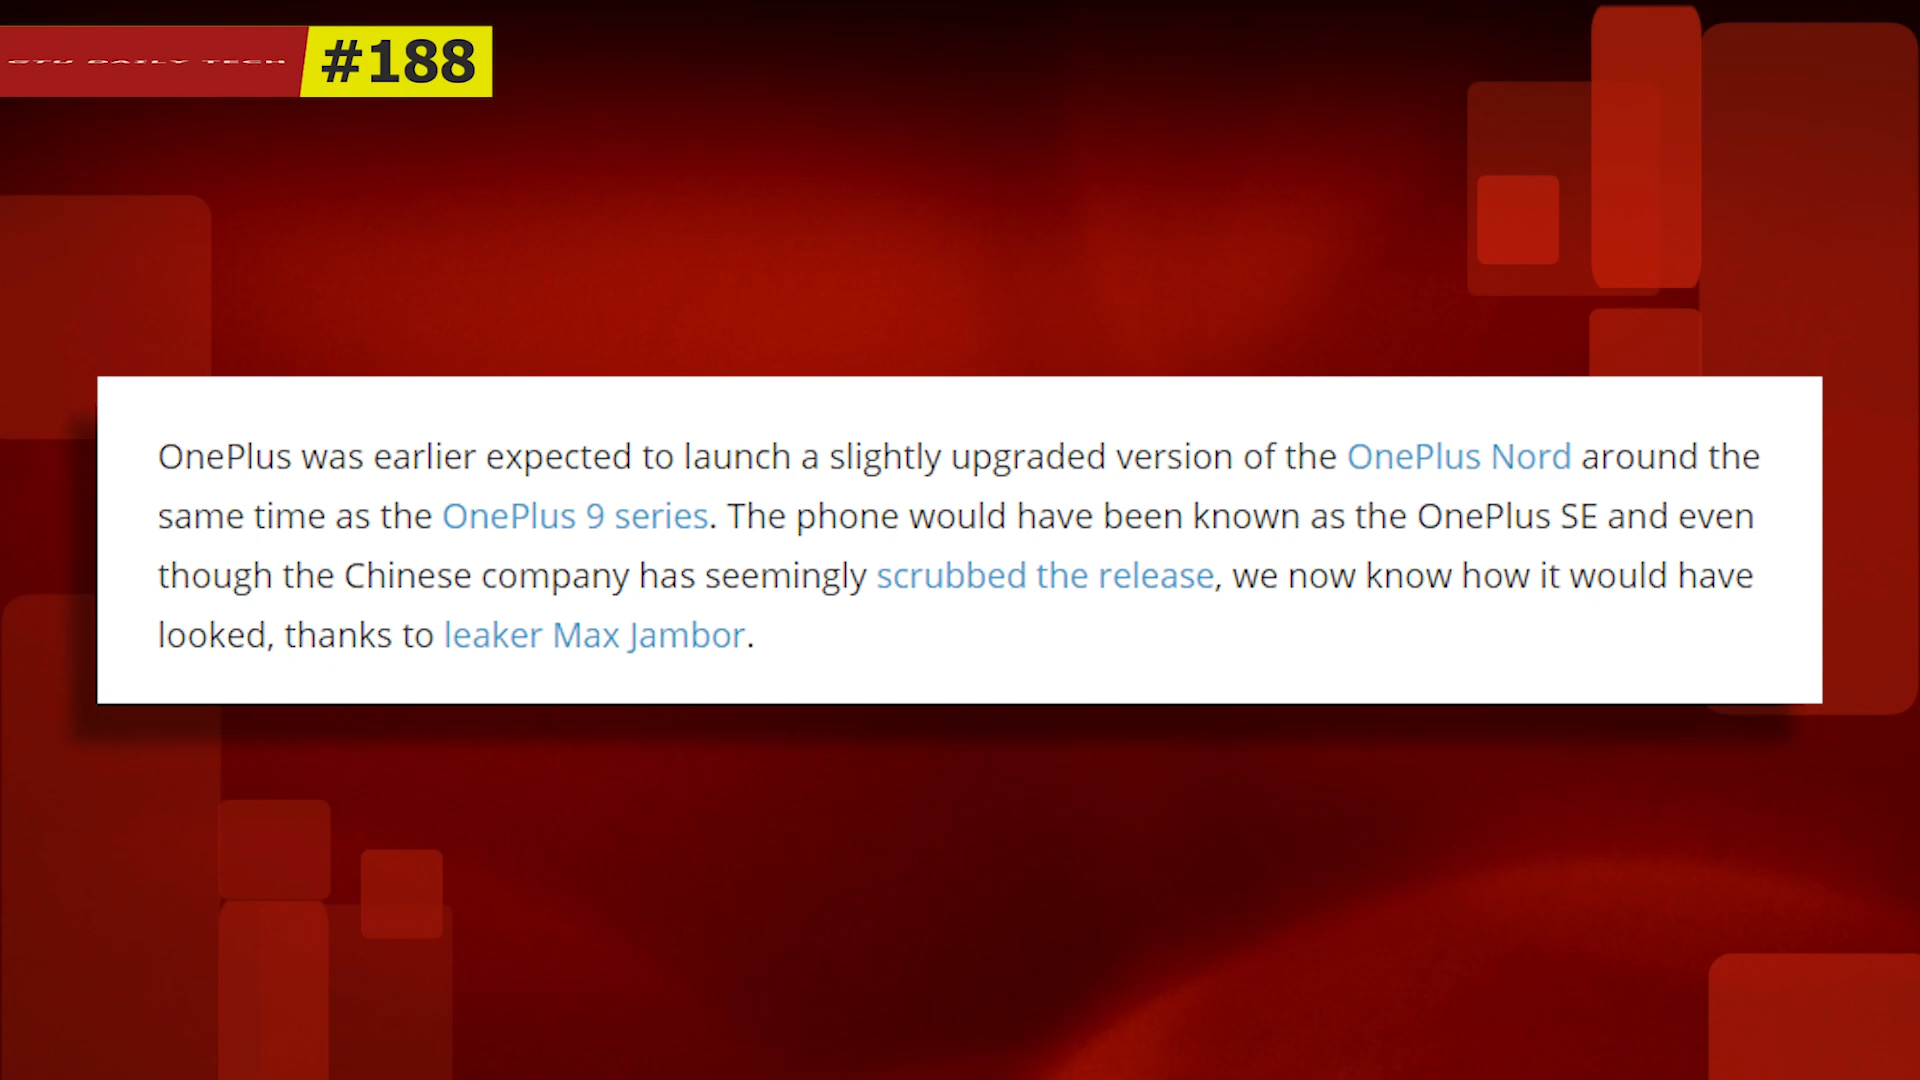 GTU DAILY TECH
#188
OnePlus was earlier expected to launch a slightly upgraded version of the OnePlus Nord around the
same time as the OnePlus 9 series. The phone would have been known as the OnePlus SE and even
though the Chinese company has seemingly scrubbed the release, we now know how it would have
looked, thanks to leaker Max Jambor.